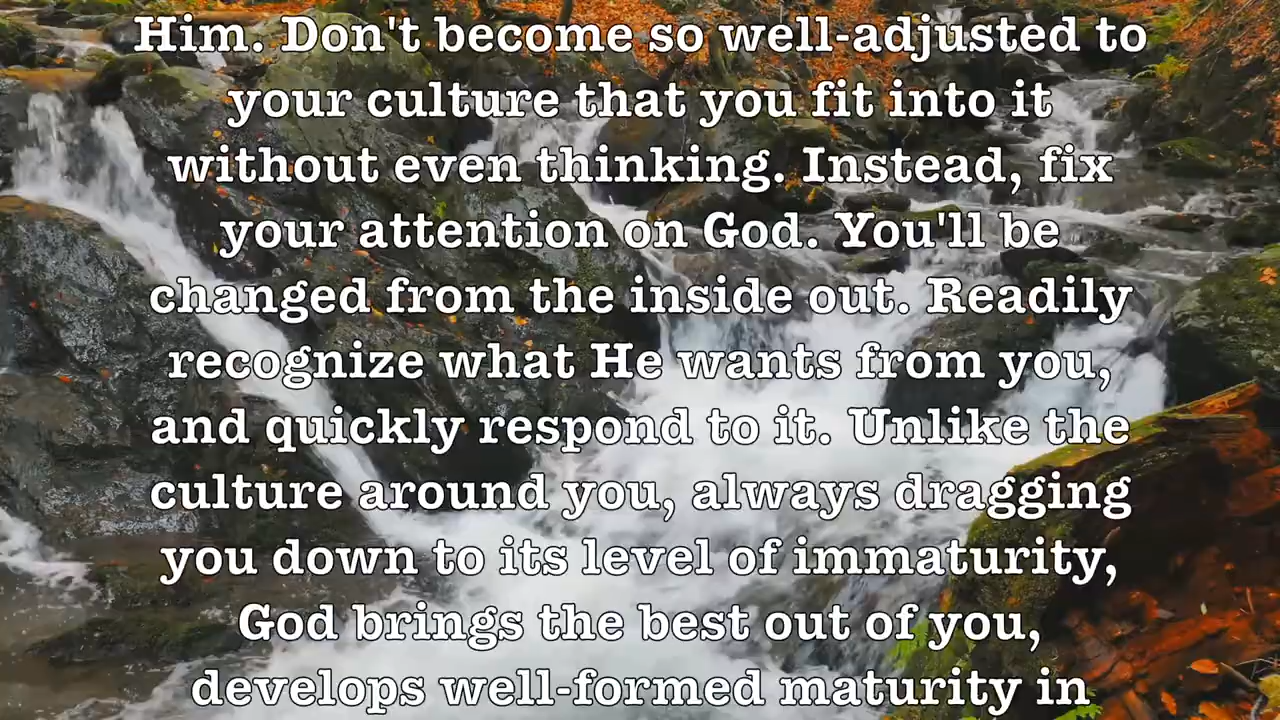 Him. Don't become so well-adjusted to
your culture that you fit into it
without even thinking. Instead, fix
your attention on God. You'll be
changed from the inside out. Readily
recognize what He wants from you,
and quickly respond to it. Unlike the
culture around you, always dragging
you down to its level of immaturity,
God brings the best out of you,
develops well-formed maturity in